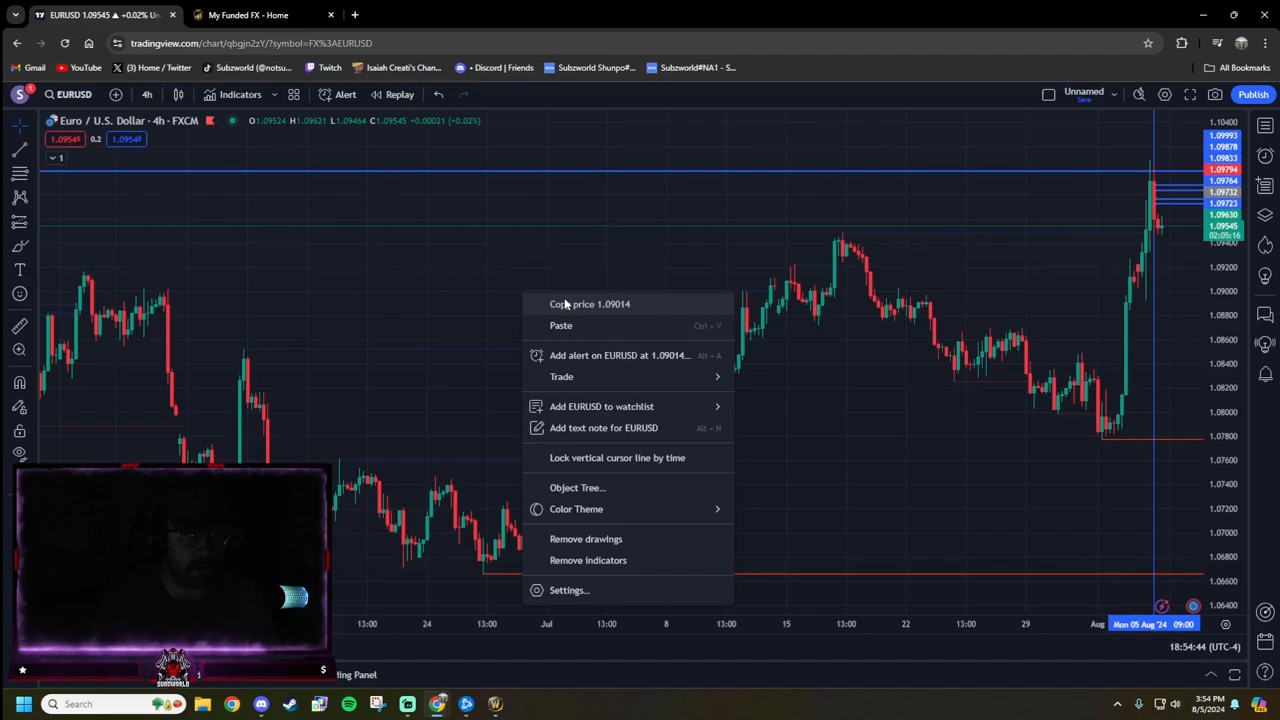 EURUSD 1.09545 ▲ +0.02% Un
My Funded FX - Home
tradingview.com/chart/qbgjn2zY/?symbol=FX%3AEURUSD
Gmail
YouTube
(3) Home / Twitter
Subzworld (@notsu...
Twitch
Isaiah Creati's Chan...
• Discord | Friends
Subzworld Shunpo#...
Subzworld#NA1 - S...
All Bookmarks
S
1
EURUSD
4h
Indicators
Alert
Replay
Unnamed
Save
Publish
Euro / U.S. Dollar · 4h · FXCM
O1.09524 H1.09621 L1.09464 C1.09545 +0.00021 (+0.02%)
0.2
1
1.10400
1.09993
1.09878
1.09833
1.09794
1.09764
1.09732
1.09723
1.09630
1.09545
02:05:16
1.09400
1.09200
1.09000
1.08800
1.08600
1.08400
1.08200
1.08000
1.07800
1.07600
1.07400
1.07200
1.07000
1.06800
1.06600
1.06400
Copy price 1.09014
Paste Ctrl + V
Add alert on EURUSD at 1.09014... Alt + A
Trade
Add EURUSD to watchlist
Add text note for EURUSD Alt + N
Lock vertical cursor line by time
Object Tree...
Color Theme
Remove drawings
Remove indicators
Settings...
13:00 24 13:00 Jul 13:00 8 13:00 15 13:00 22 13:00 29 Aug Mon 05 Aug '24 09:00
18:54:44 (UTC-4)
SUBZWORLD
$
ing Panel
Search
3:54 PM
8/5/2024